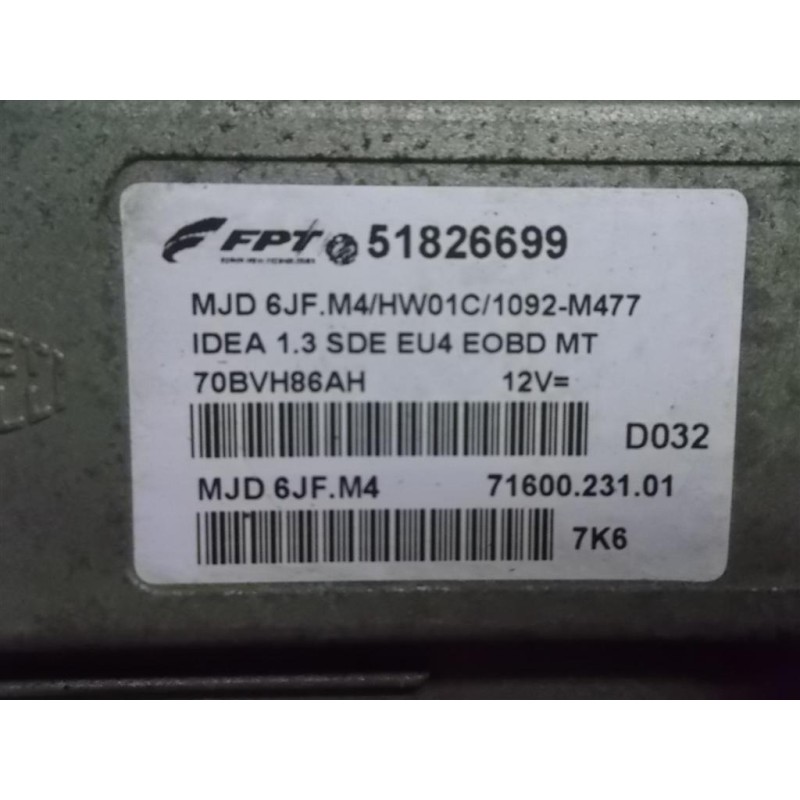 FPT 51826699
MJD 6JF.M4/HW01C/1092-M477
IDEA 1.3 SDE EU4 EOBD MT
70BVH86AH 12V=
D032
MJD 6JF.M4 71600.231.01
7K6